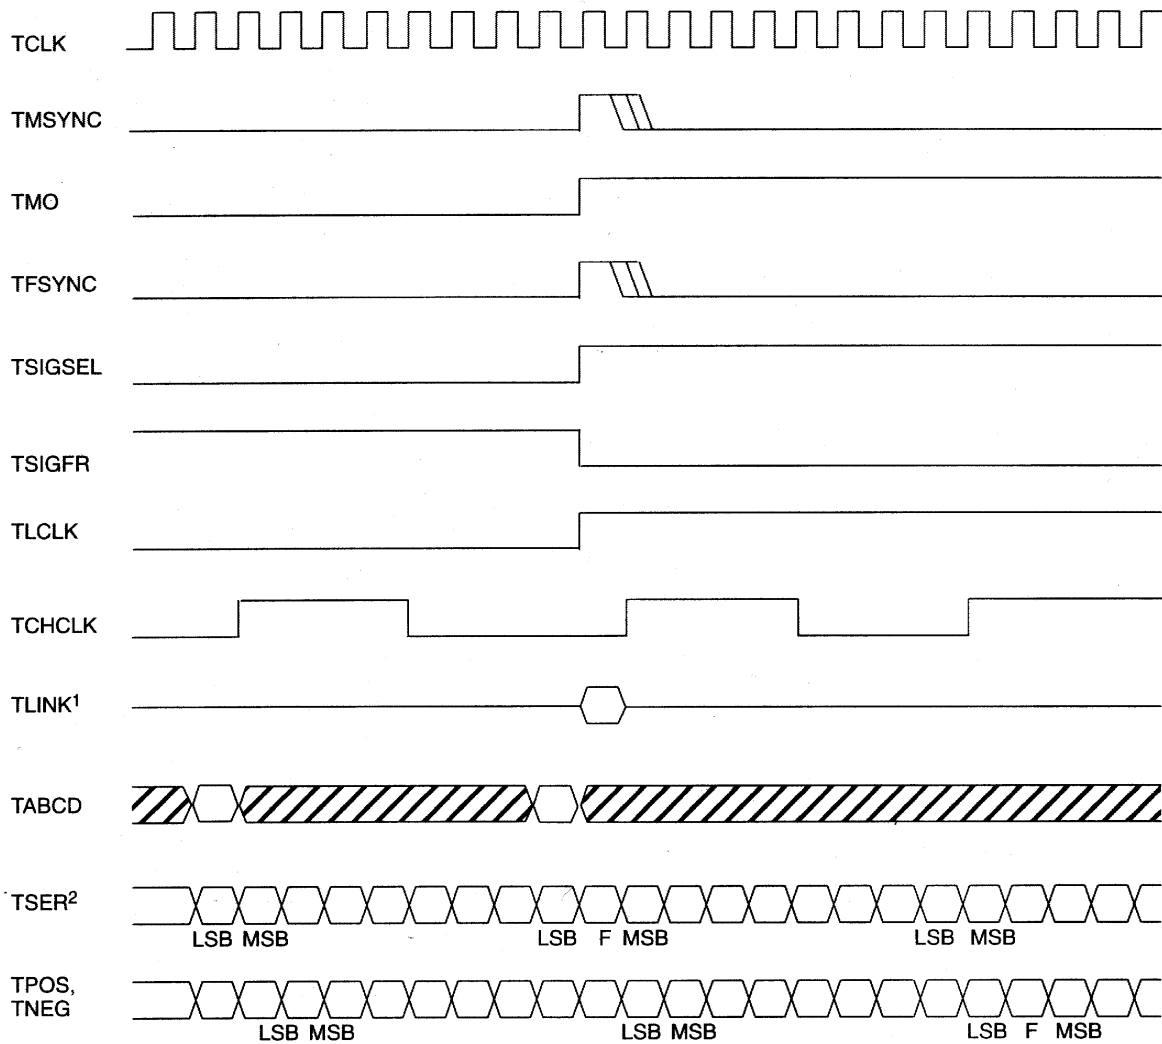 TCLK
TMSYNC
TMO
TFSYNC
TSIGSEL
TSIGFR
TLCLK
TCHCLK
TLINK¹
TABCD
TSER²
LSB MSB LSB F MSB LSB MSB
TPOS,
TNEG
LSB MSB LSB MSB LSB F MSB